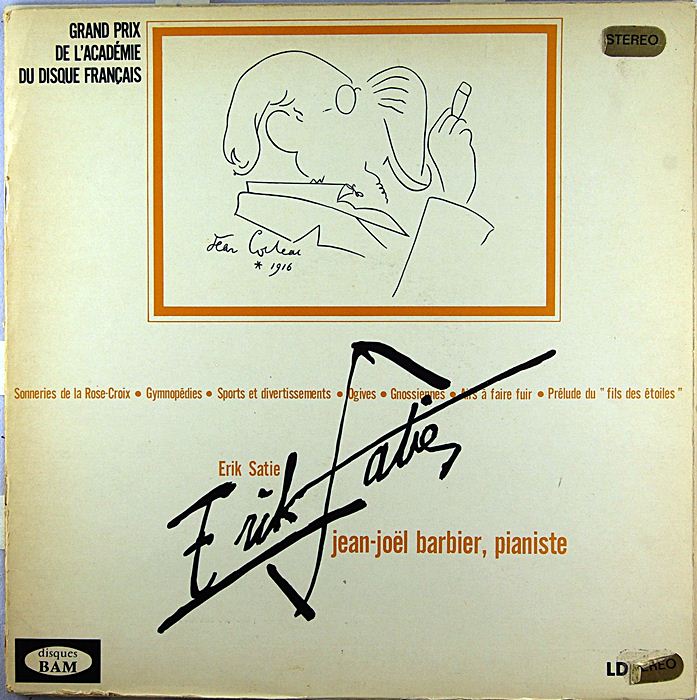 GRAND PRIX
DE L'ACADÉMIE
DU DISQUE FRANÇAIS
STEREO
Jean Cocteau
* 1916
Sonneries de la Rose-Croix • Gymnopédies • Sports et divertissements • Ogives • Gnossiennes • Airs à faire fuir • Prélude du " fils des étoiles "
Erik Satie
Erik Satie
jean-joël barbier, pianiste
disques
BAM
LD STEREO